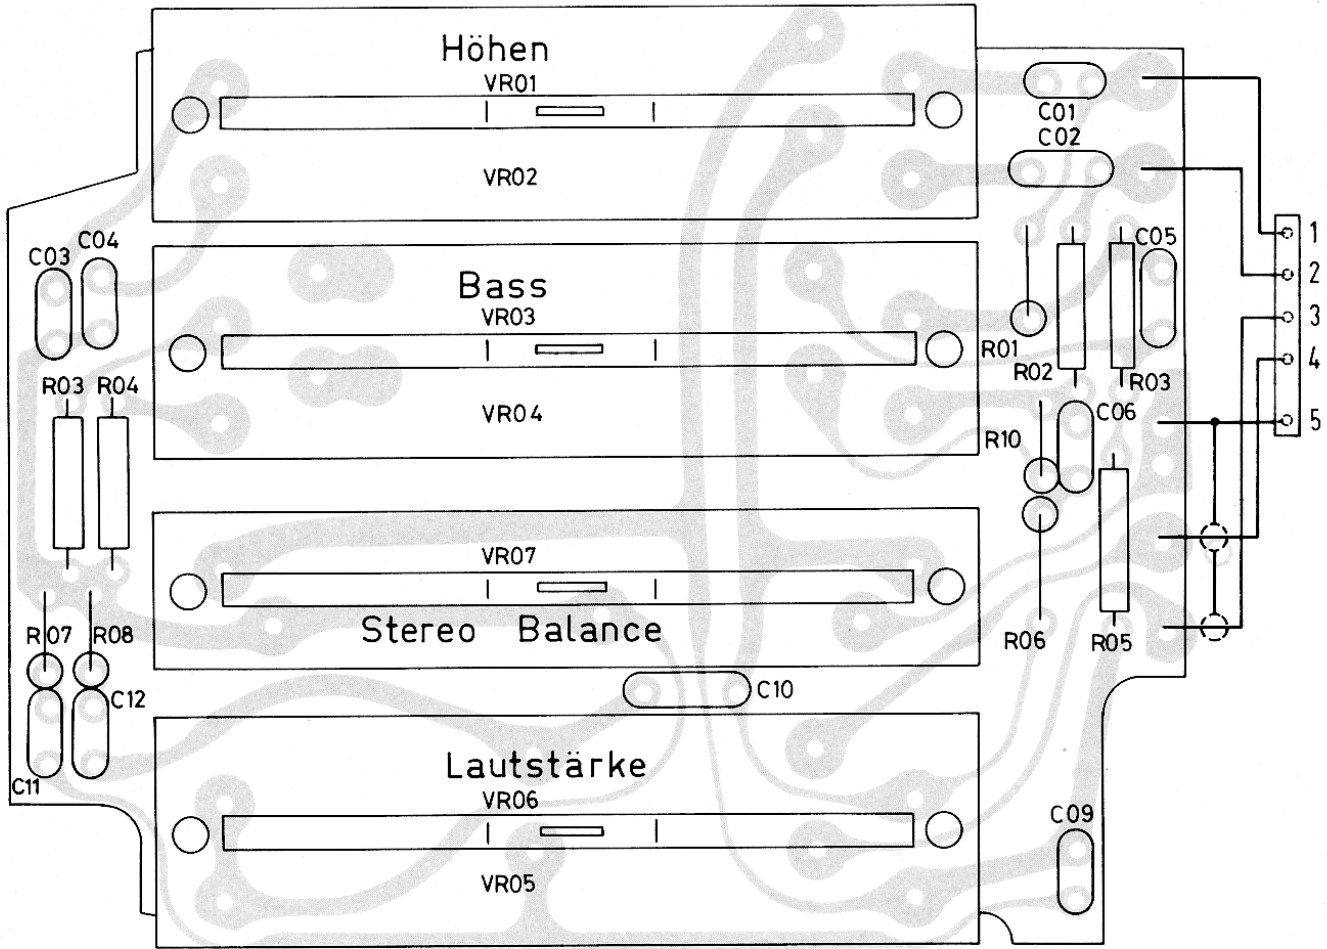 Höhen
VR01
VR02
C01
C02
1
2
3
4
5
C03
C04
C05
Bass
VR03
VR04
R01
R02
R03
R03
R04
C06
R10
VR07
Stereo Balance
R07
R08
R06
R05
C10
C12
C11
Lautstärke
VR06
VR05
C09